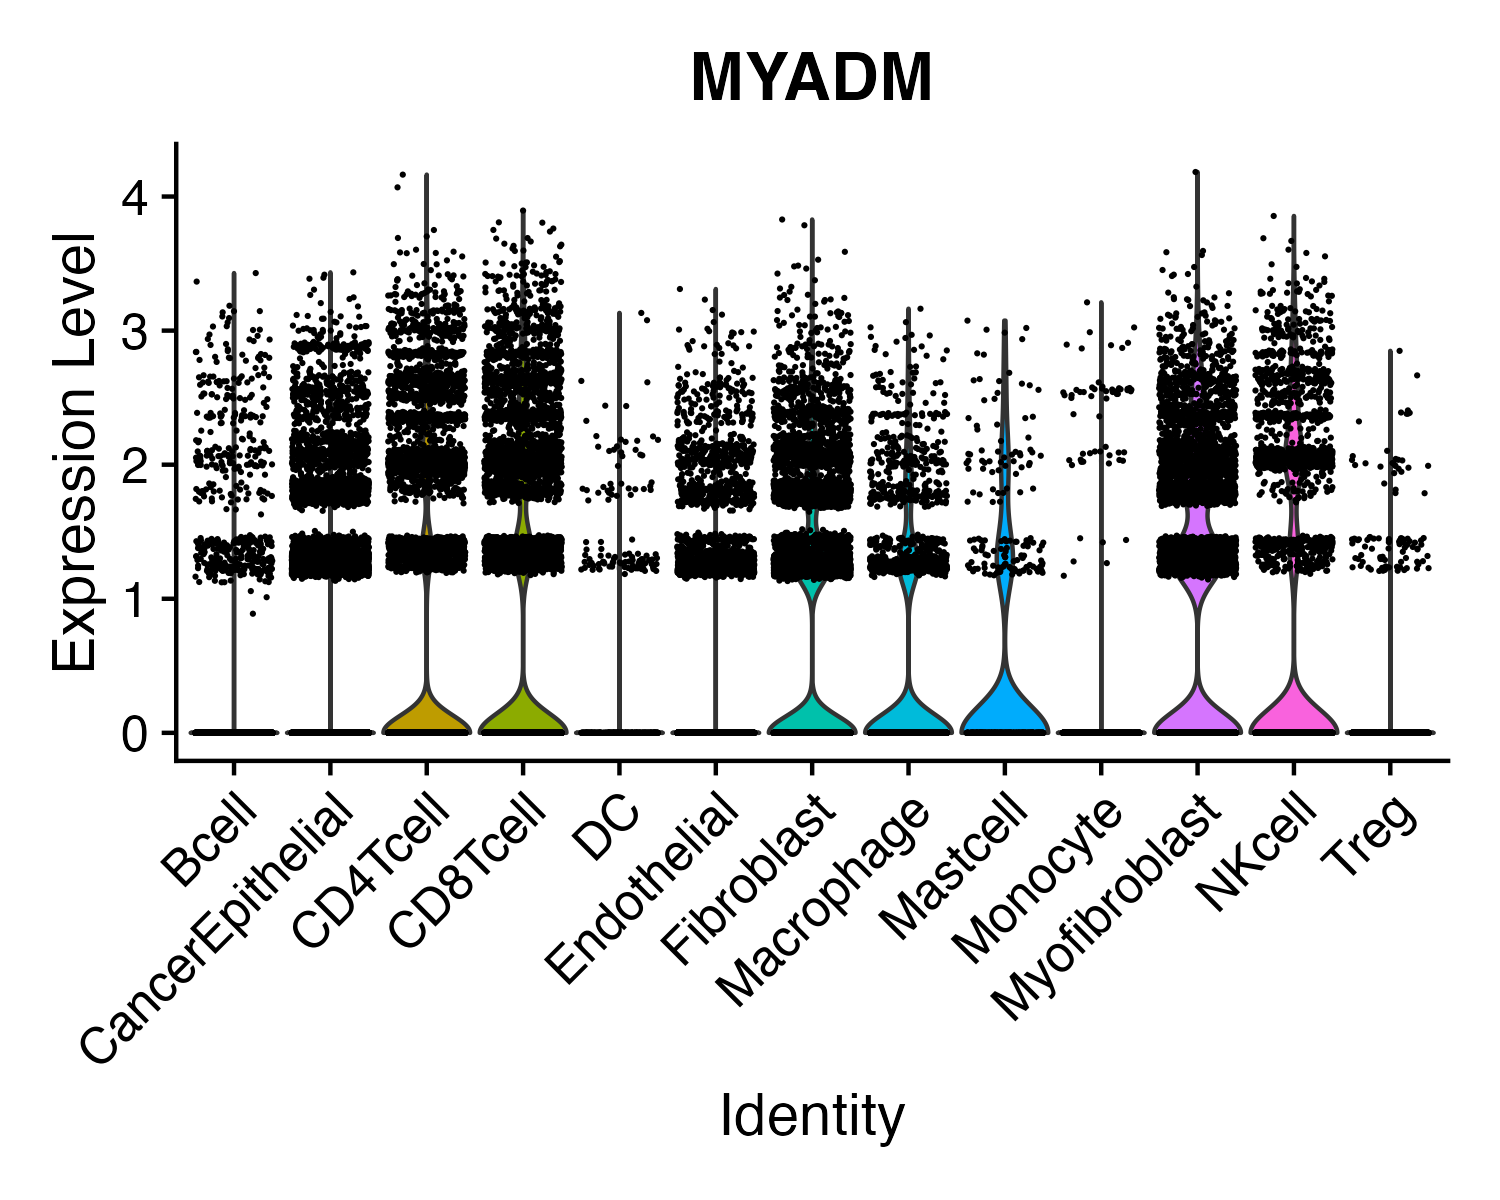 MYADM
Expression Level
4
3
2
1
0
Bcell
CancerEpithelial
CD4Tcell
CD8Tcell
DC
Endothelial
Fibroblast
Macrophage
Mastcell
Monocyte
Myofibroblast
NKcell
Treg
Identity